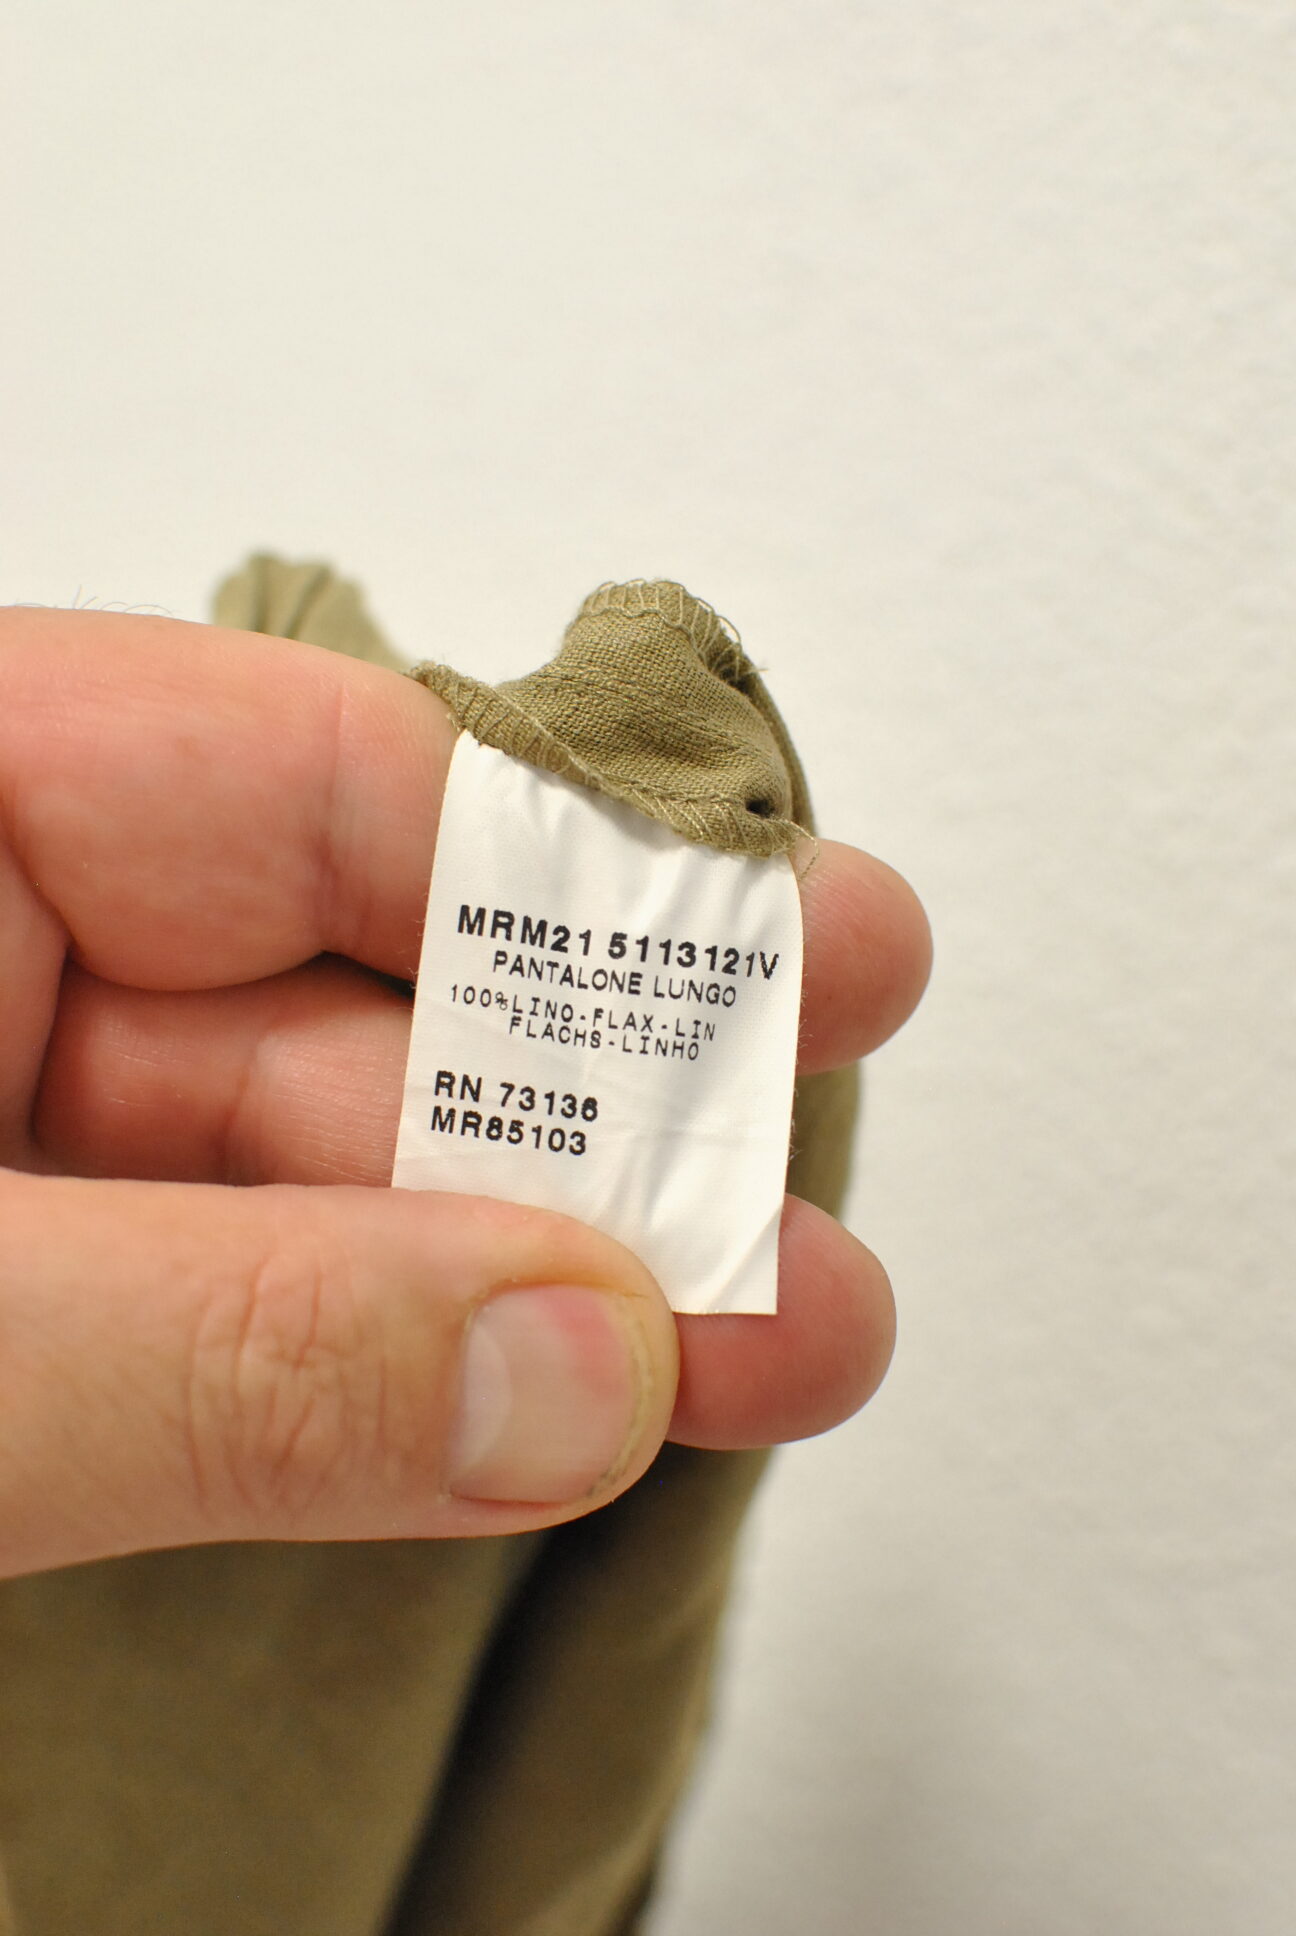 MRM21 5113121V
PANTALONE LUNGO
100%LINO-FLAX-LIN
FLACHS-LINHO
RN 73136
MR85103